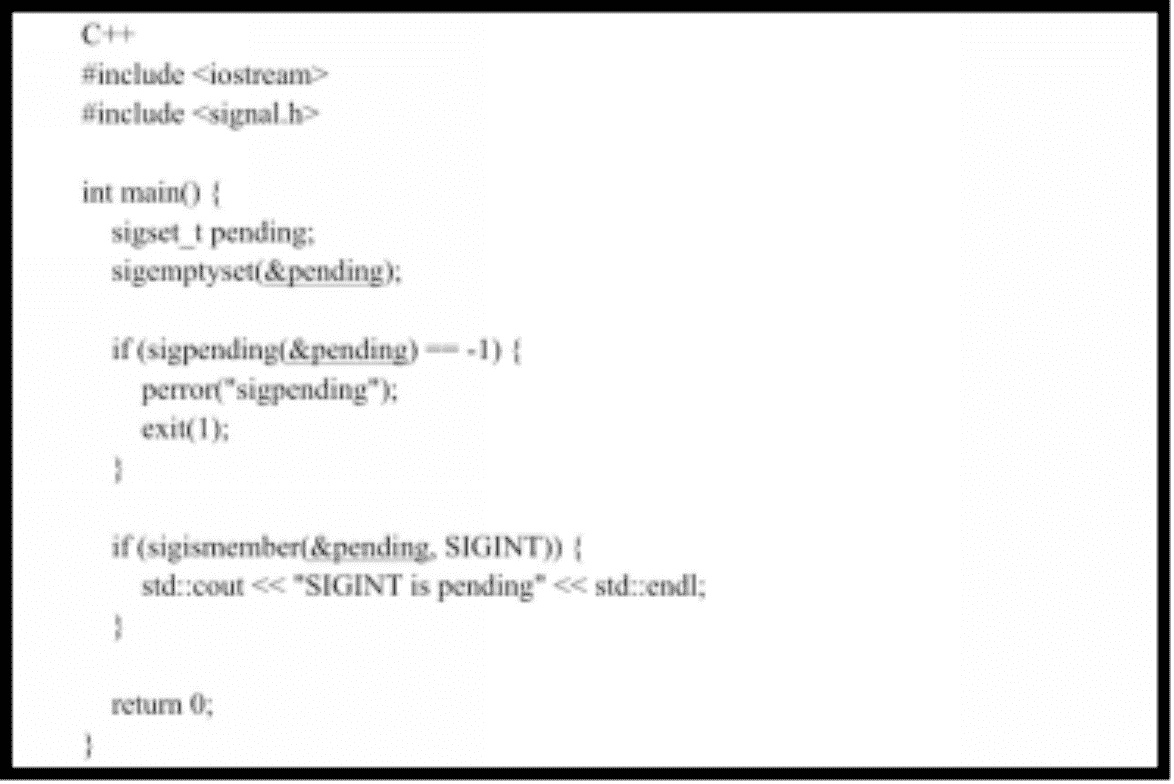 C++
#include <iostream>
#include <signal.h>
int main() {
sigset_t pending;
sigemptyset(&pending);
if (sigpending(&pending) == -1) {
perror("sigpending");
exit(1);
}
if (sigismember(&pending, SIGINT)) {
std::cout << "SIGINT is pending" << std::endl;
}
return 0;
}